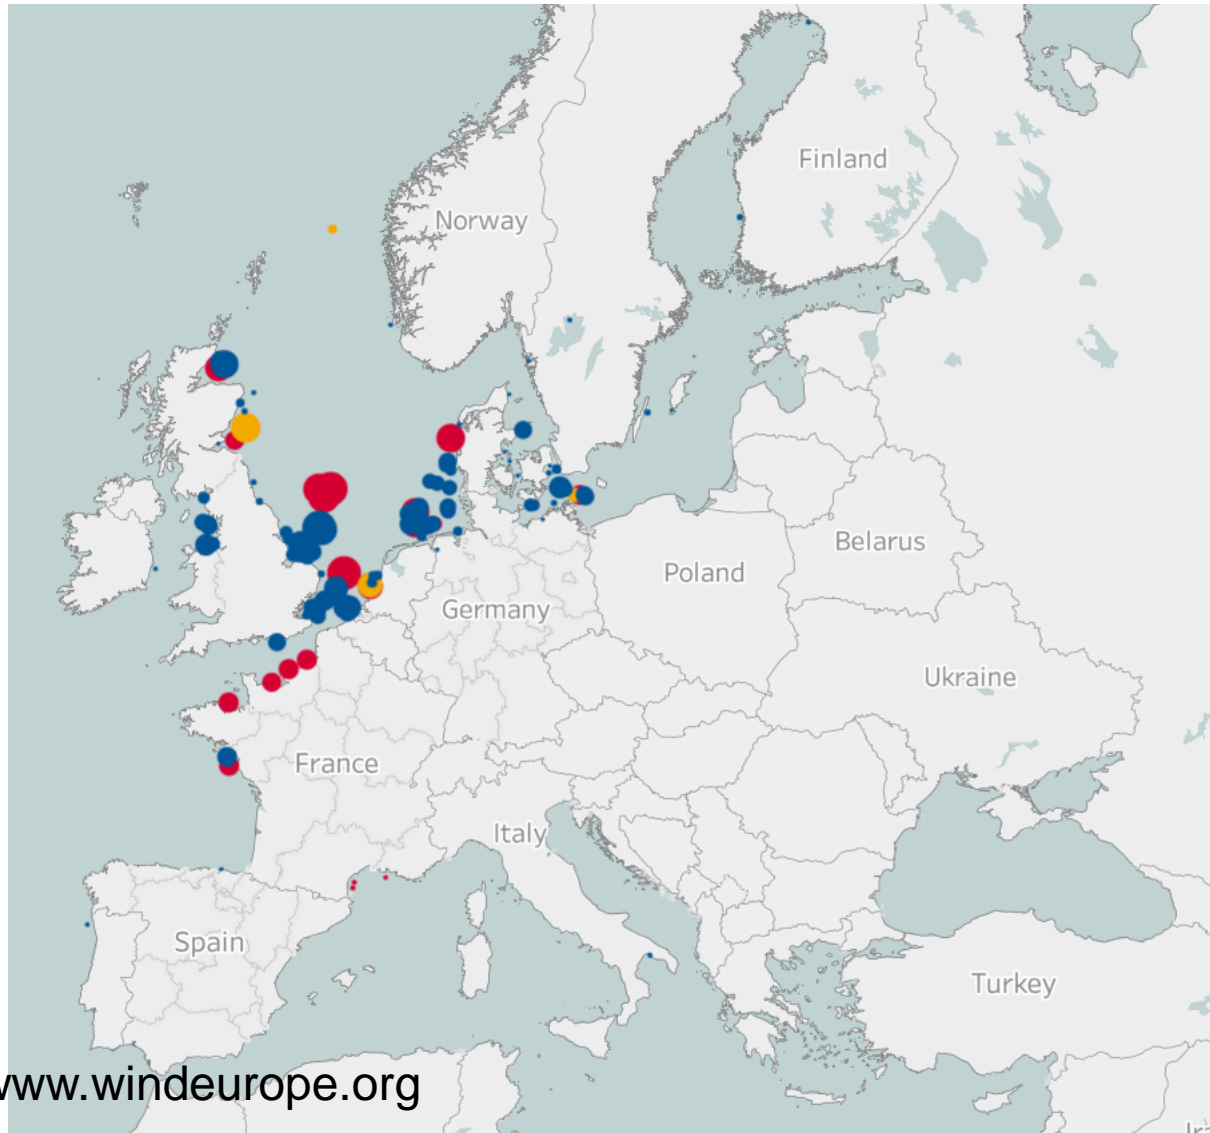 Finland
Norway
Belarus
Poland
Germany
Ukraine
France
Italy
Spain
Turkey
www.windeurope.org